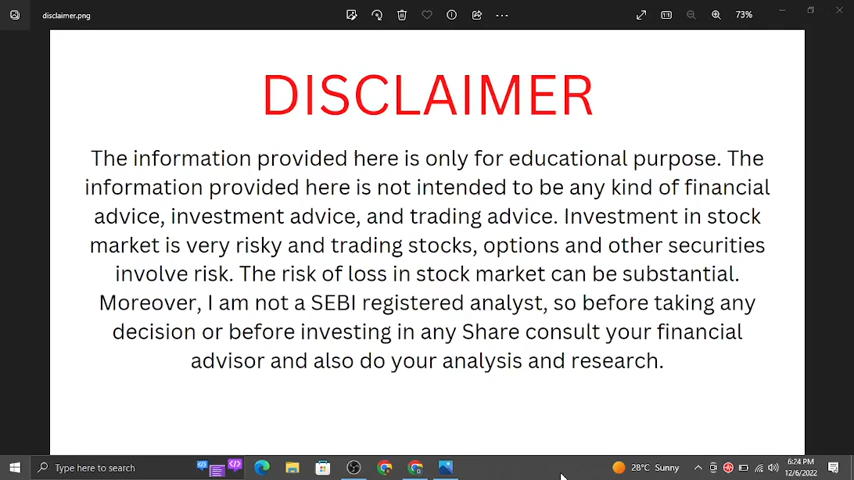 disclaimer.png
73%
DISCLAIMER
The information provided here is only for educational purpose. The
information provided here is not intended to be any kind of financial
advice, investment advice, and trading advice. Investment in stock
market is very risky and trading stocks, options and other securities
involve risk. The risk of loss in stock market can be substantial.
Moreover, I am not a SEBI registered analyst, so before taking any
decision or before investing in any Share consult your financial
advisor and also do your analysis and research.
Type here to search
28°C Sunny
6:24 PM
12/6/2022